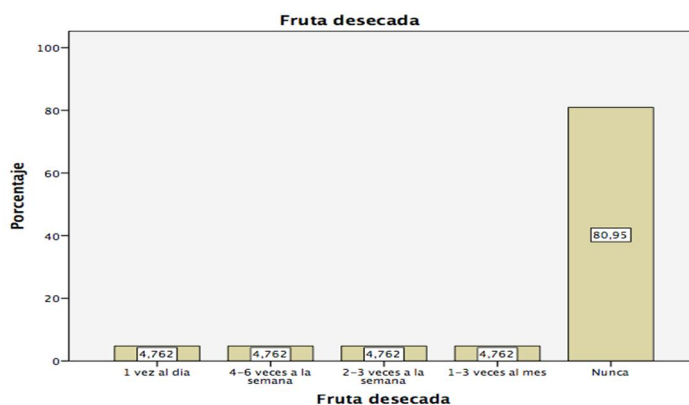 Fruta desecada
Porcentaje
100
80
60
40
20
0
4,762
4,762
4,762
4,762
80,95
1 vez al dia
4-6 veces a la
semana
2-3 veces a la
semana
1-3 veces al mes
Nunca
Fruta desecada